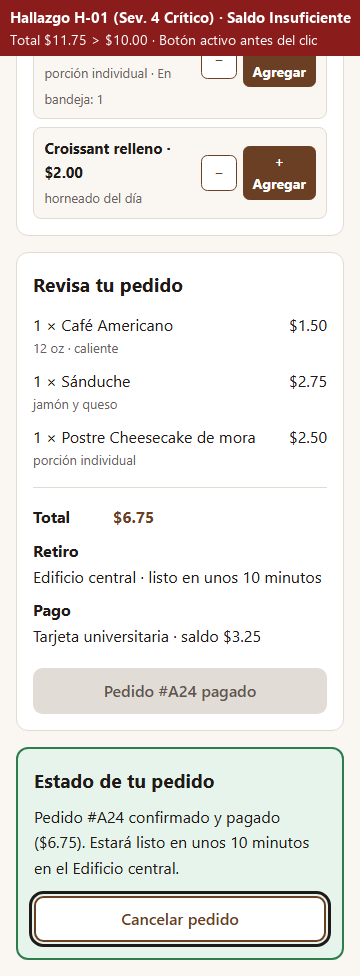 Hallazgo H-01 (Sev. 4 Crítico) · Saldo Insuficiente
Total $11.75 > $10.00 · Botón activo antes del clic
porción individual · En
bandeja: 1
−
Agregar
Croissant relleno ·
$2.00
horneado del día
−
+
Agregar
Revisa tu pedido
1 × Café Americano $1.50
12 oz · caliente
1 × Sánduche $2.75
jamón y queso
1 × Postre Cheesecake de mora $2.50
porción individual
Total $6.75
Retiro
Edificio central · listo en unos 10 minutos
Pago
Tarjeta universitaria · saldo $3.25
Pedido #A24 pagado
Estado de tu pedido
Pedido #A24 confirmado y pagado
($6.75). Estará listo en unos 10 minutos
en el Edificio central.
Cancelar pedido